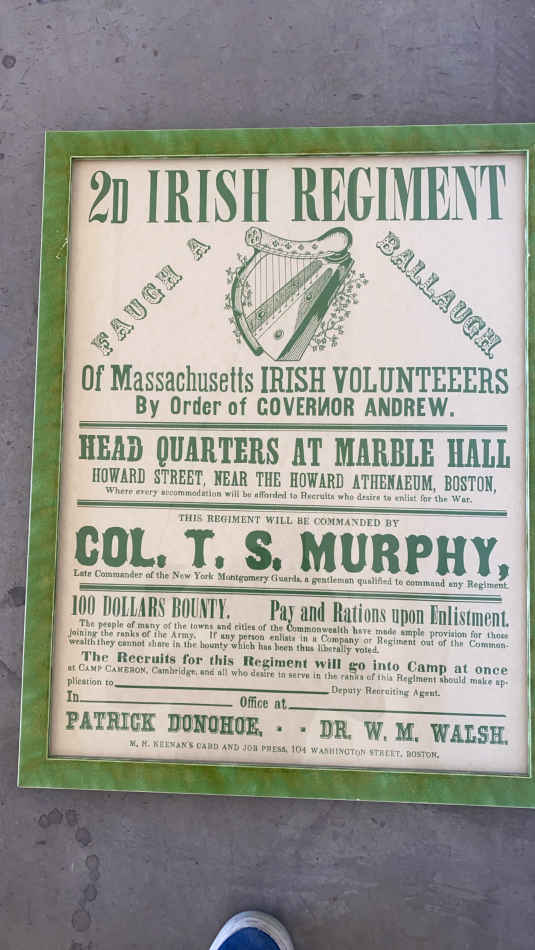 2D IRISH REGIMENT
FAUGH A BALLAUGH.
Of Massachusetts IRISH VOLUNTEEERS
By Order of GOVERNOR ANDREW.
HEAD QUARTERS AT MARBLE HALL
HOWARD STREET, NEAR THE HOWARD ATHENAEUM, BOSTON,
Where every accommodation will be afforded to Recruits who desire to enlist for the War.
THIS REGIMENT WILL BE COMMANDED BY
COL. T. S. MURPHY,
Late Commander of the New York Montgomery Guards, a gentleman qualified to command any Regiment.
100 DOLLARS BOUNTY. Pay and Rations upon Enlistment.
The people of many of the towns and cities of the Commonwealth have made ample provision for those
joining the ranks of the Army. If any person enlists in a Company or Regiment out of the Common-
wealth they cannot share in the bounty which has been thus liberally voted.
The Recruits for this Regiment will go into Camp at once
at CAMP CAMERON, Cambridge, and all who desire to serve in the ranks of this Regiment should make ap-
plication to Deputy Recruiting Agent.
In Office at
PATRICK DONOHOE, - - DR. W. M. WALSH.
M. H. KEENAN'S CARD AND JOB PRESS, 104 WASHINGTON STREET, BOSTON.